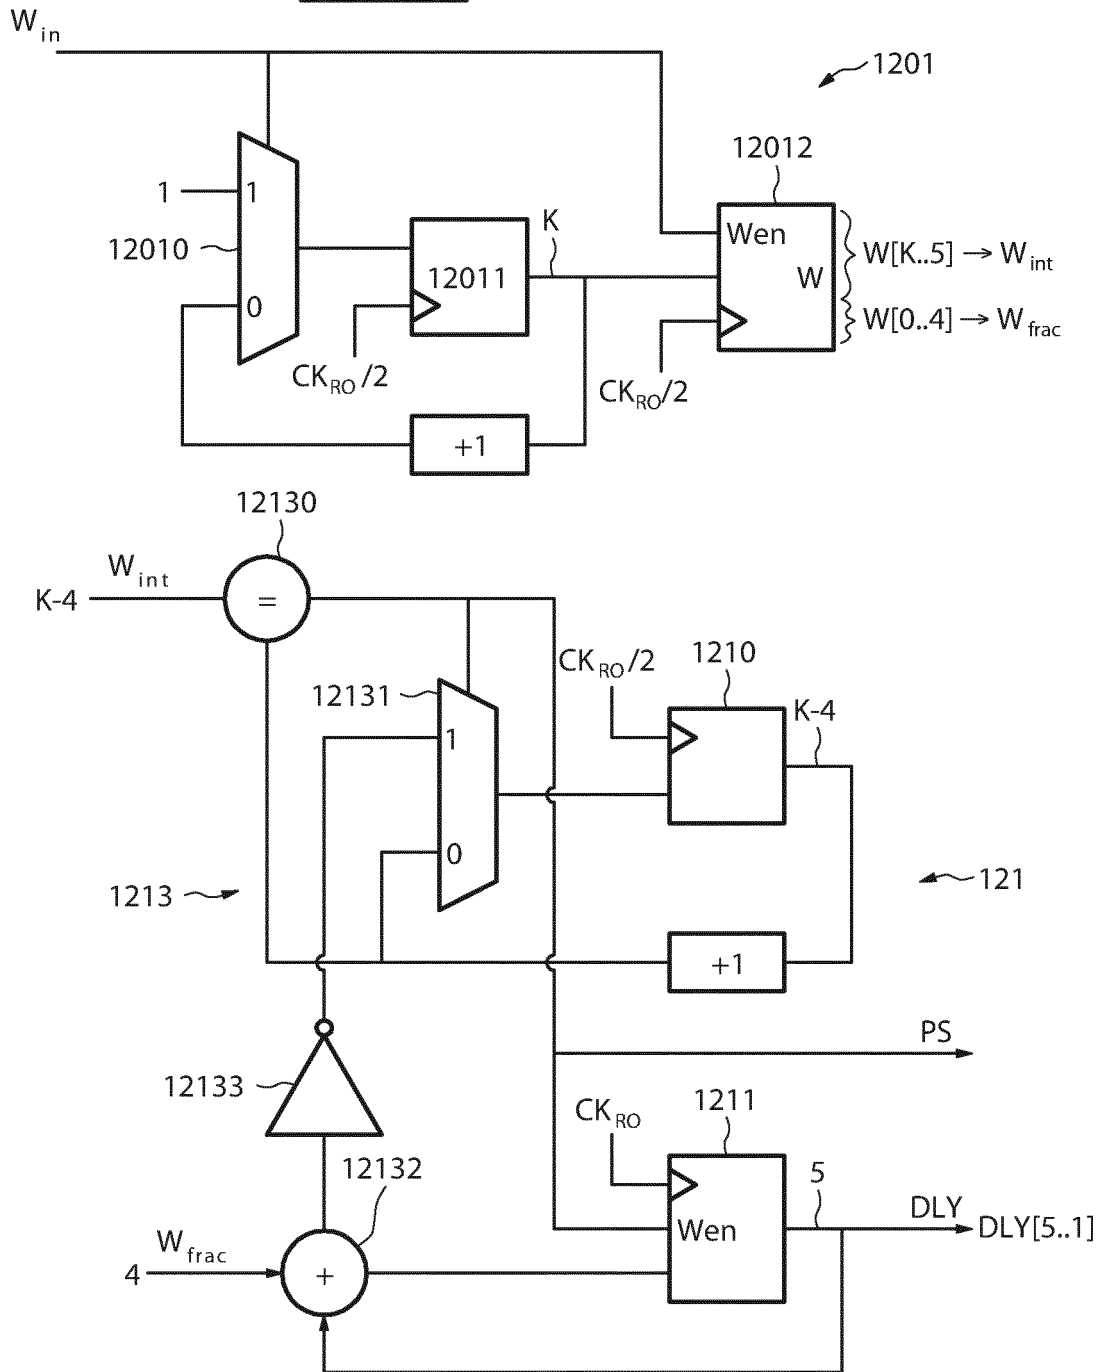 W in
1201
12012
1
1
12010
0
12011
K
CK RO /2
Wen
W
W[K..5] → W int
W[0..4] → W frac
CK RO /2
+1
12130
K-4
W int
=
12131
CK RO /2
1210
K-4
1
0
1213
121
+1
PS
12133
CK RO
1211
12132
Wen
5
DLY
DLY[5..1]
4
W frac
+